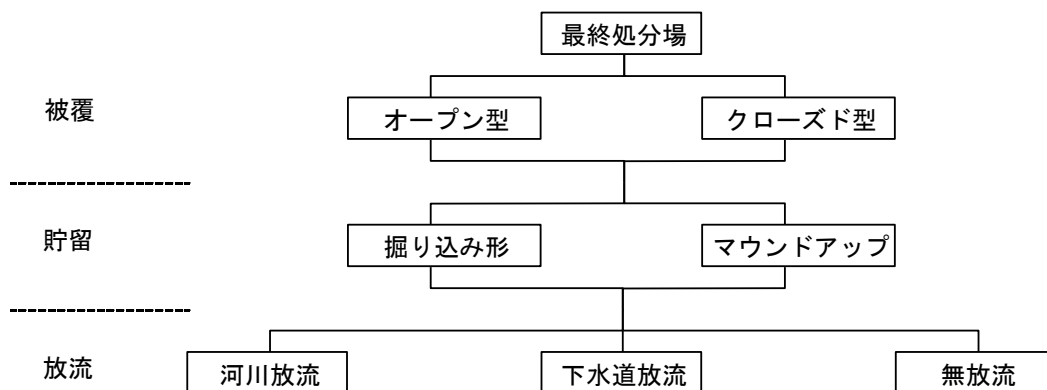 最終処分場
被覆
オープン型
クローズド型
貯留
掘り込み形
マウンドアップ
放流
河川放流
下水道放流
無放流